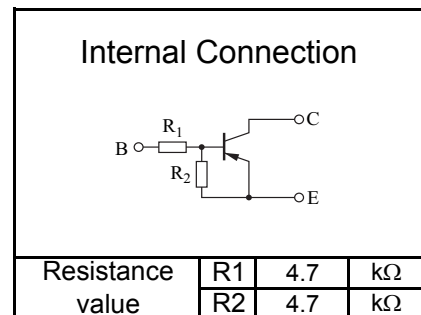 Internal Connection
C
R1
B
R2
E
Resistance value R1 4.7 kΩ
R2 4.7 kΩ